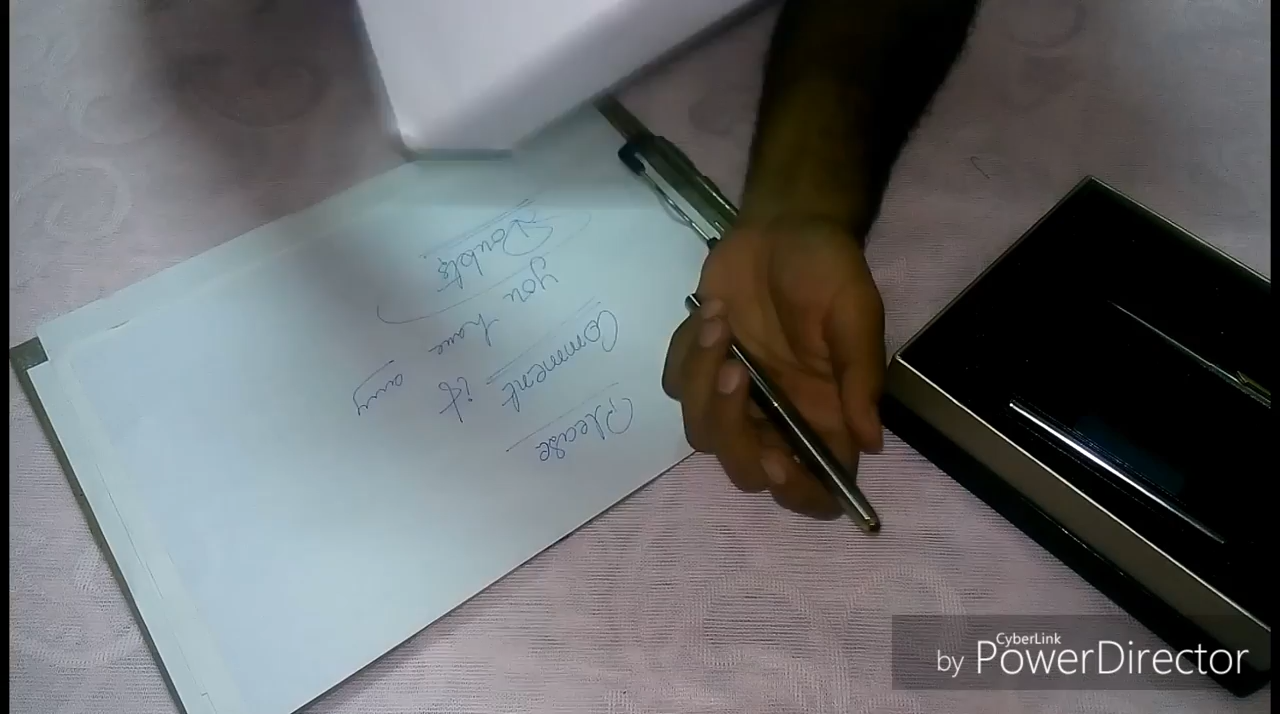 Please
Comment if any
you have
Doubts
CyberLink
by PowerDirector